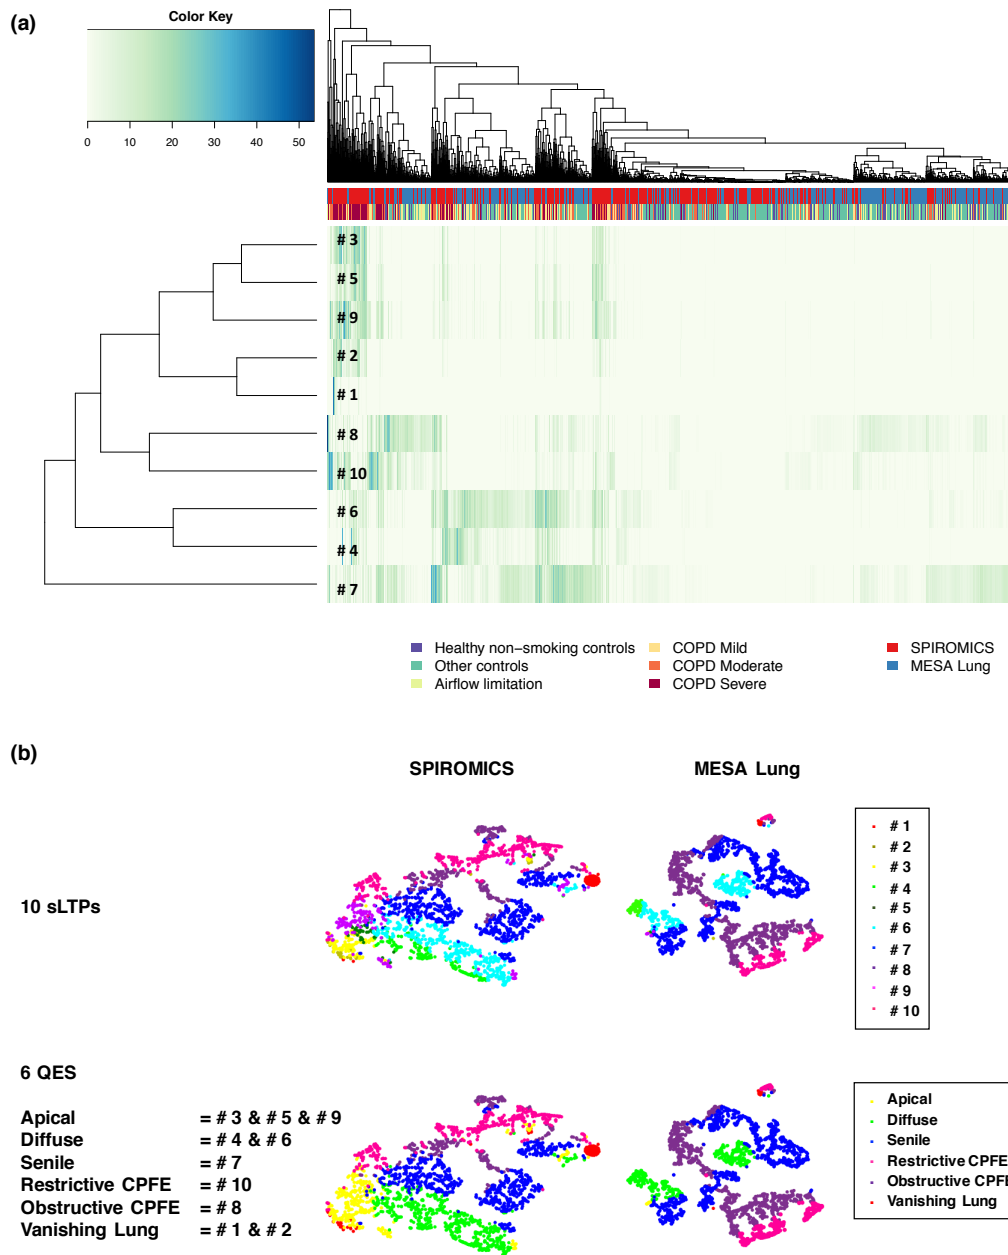 (a)
Color Key
0 10 20 30 40 50
# 3
# 5
# 9
# 2
# 1
# 8
# 10
# 6
# 4
# 7
Healthy non−smoking controls COPD Mild SPIROMICS
Other controls COPD Moderate MESA Lung
Airflow limitation COPD Severe
(b)
SPIROMICS MESA Lung
10 sLTPs
# 1
# 2
# 3
# 4
# 5
# 6
# 7
# 8
# 9
# 10
6 QES
Apical = # 3 & # 5 & # 9
Diffuse = # 4 & # 6
Senile = # 7
Restrictive CPFE = # 10
Obstructive CPFE = # 8
Vanishing Lung = # 1 & # 2
Apical
Diffuse
Senile
Restrictive CPFE
Obstructive CPFE
Vanishing Lung